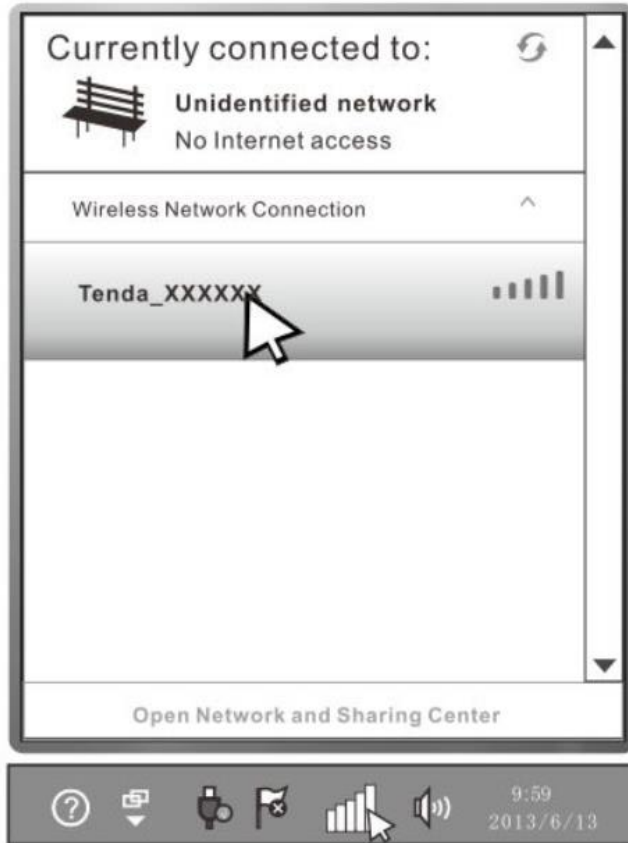 Currently connected to:
Unidentified network
No Internet access
Wireless Network Connection
Tenda_XXXXXX
Open Network and Sharing Center
9:59
2013/6/13